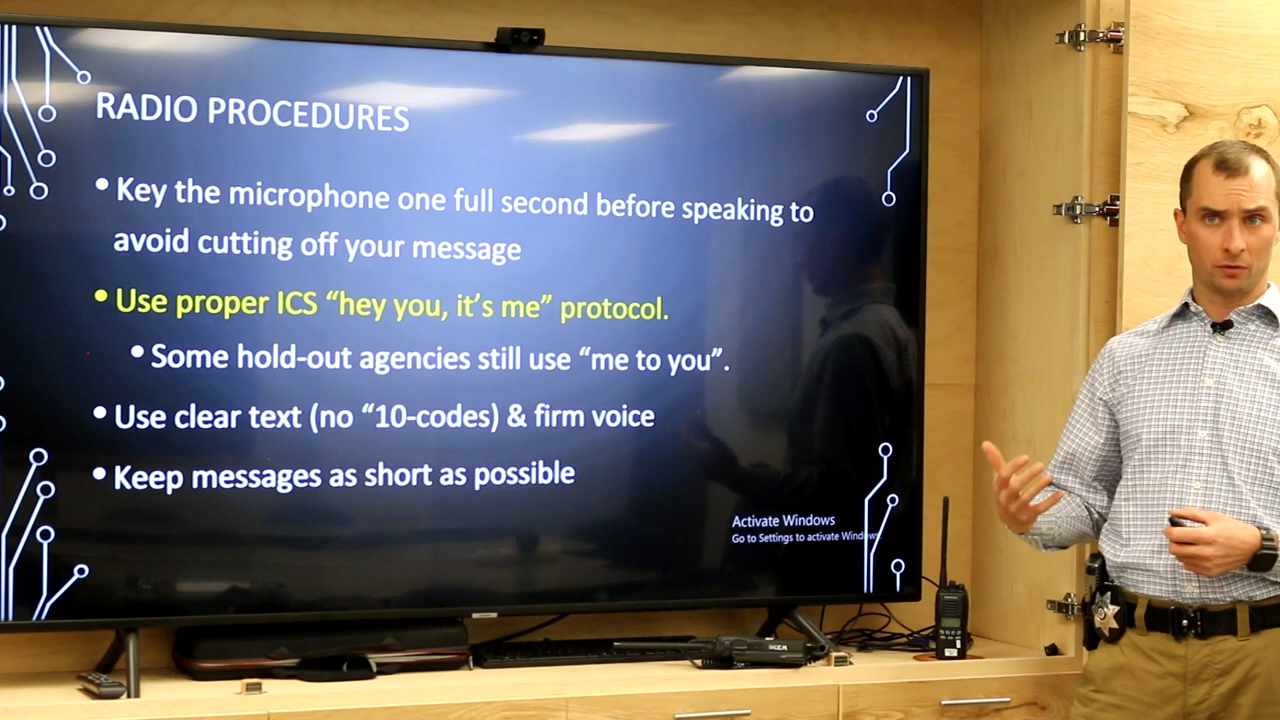 RADIO PROCEDURES
• Key the microphone one full second before speaking to
avoid cutting off your message
• Use proper ICS “hey you, it’s me” protocol.
• Some hold-out agencies still use “me to you”.
• Use clear text (no “10-codes) & firm voice
• Keep messages as short as possible
Activate Windows
Go to Settings to activate Windows